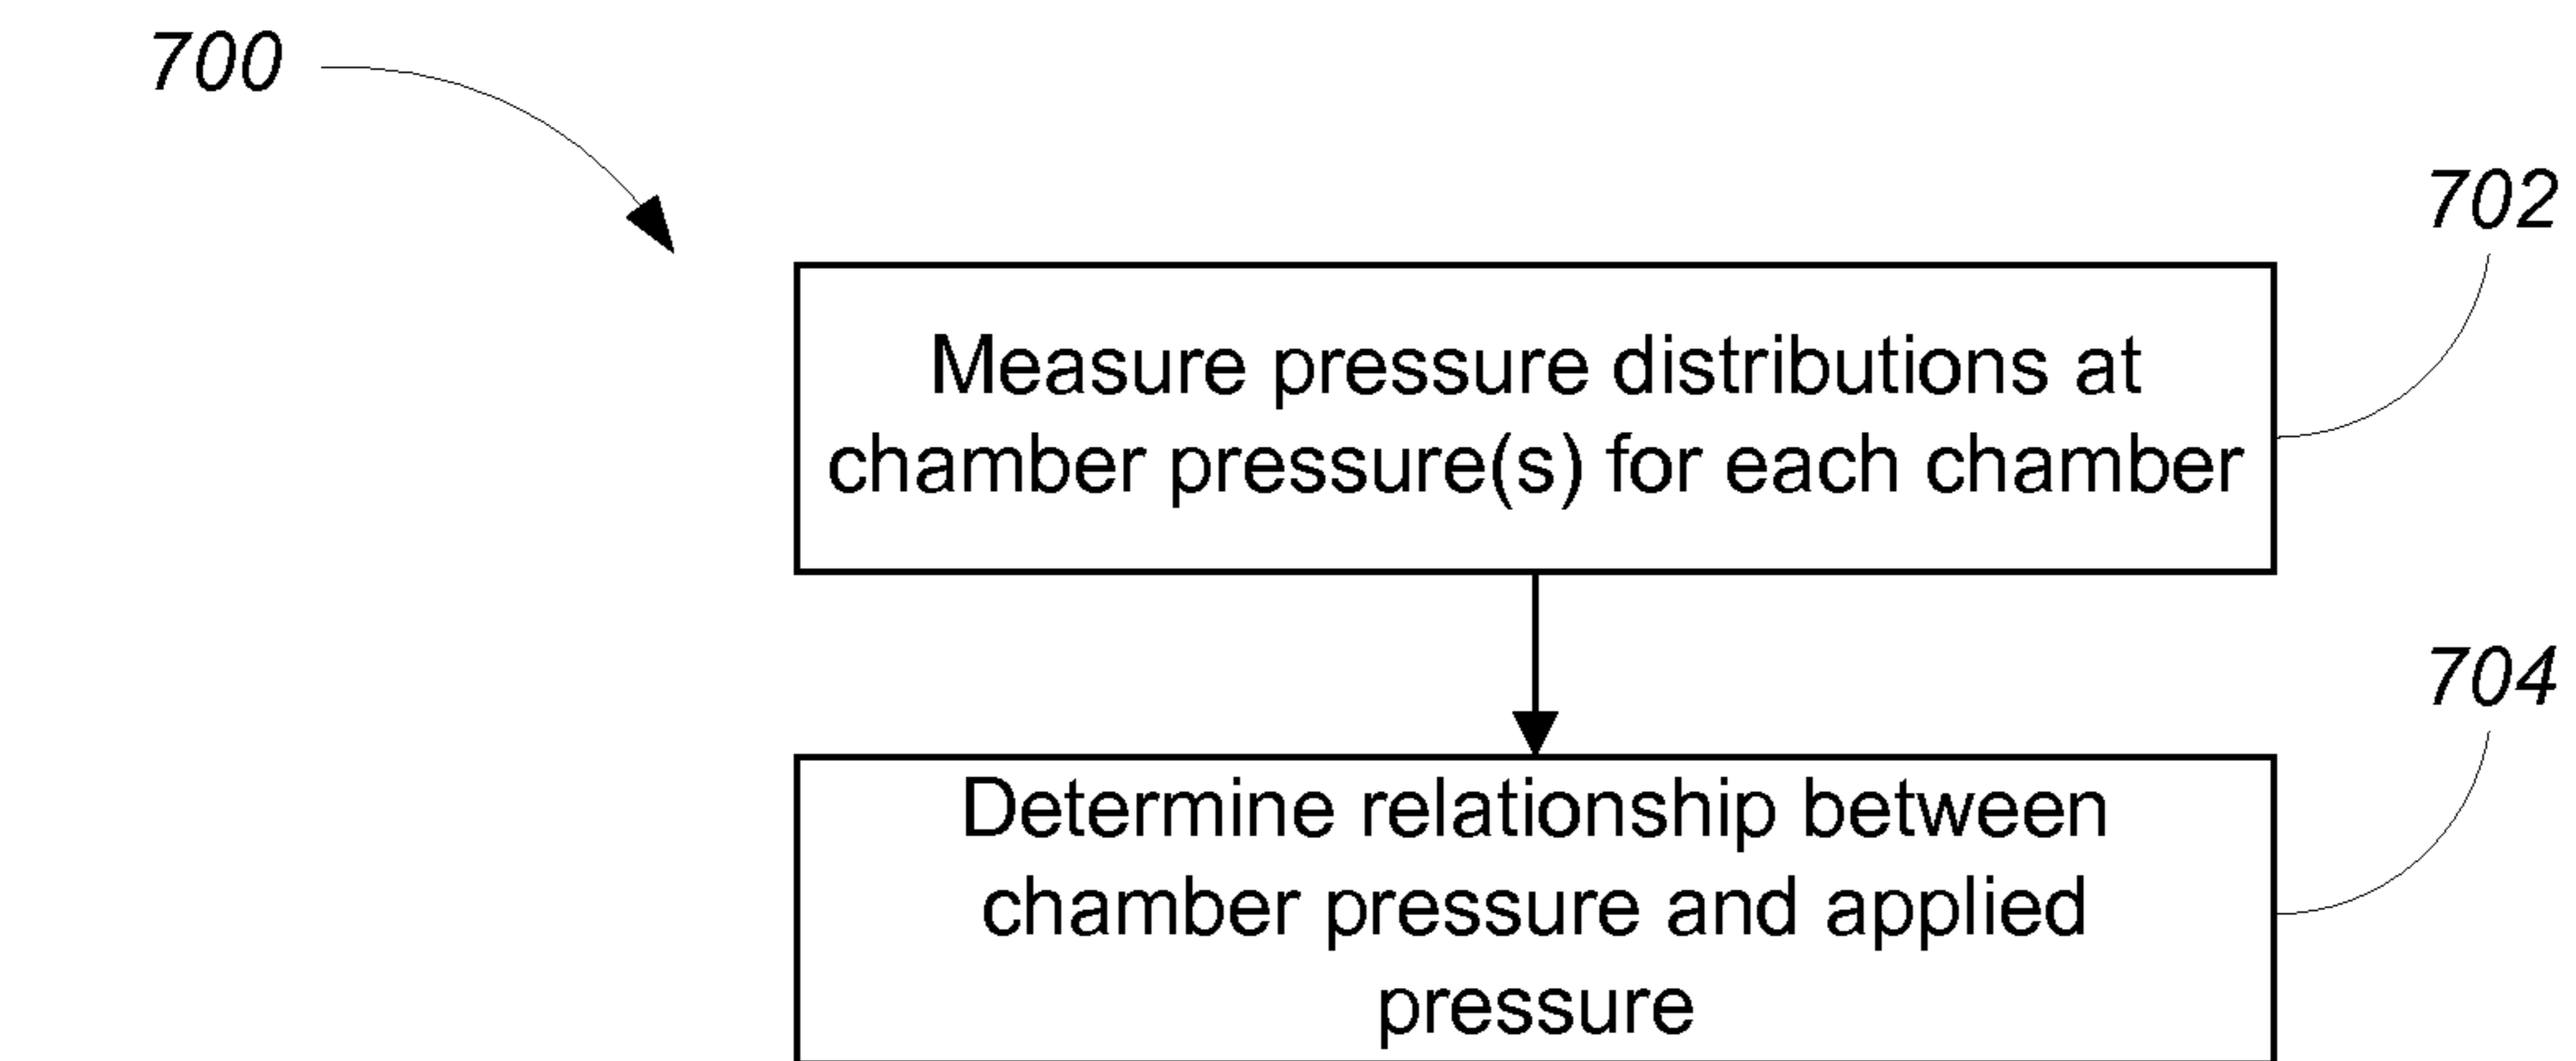 700
702
Measure pressure distributions at
chamber pressure(s) for each chamber
704
Determine relationship between
chamber pressure and applied
pressure